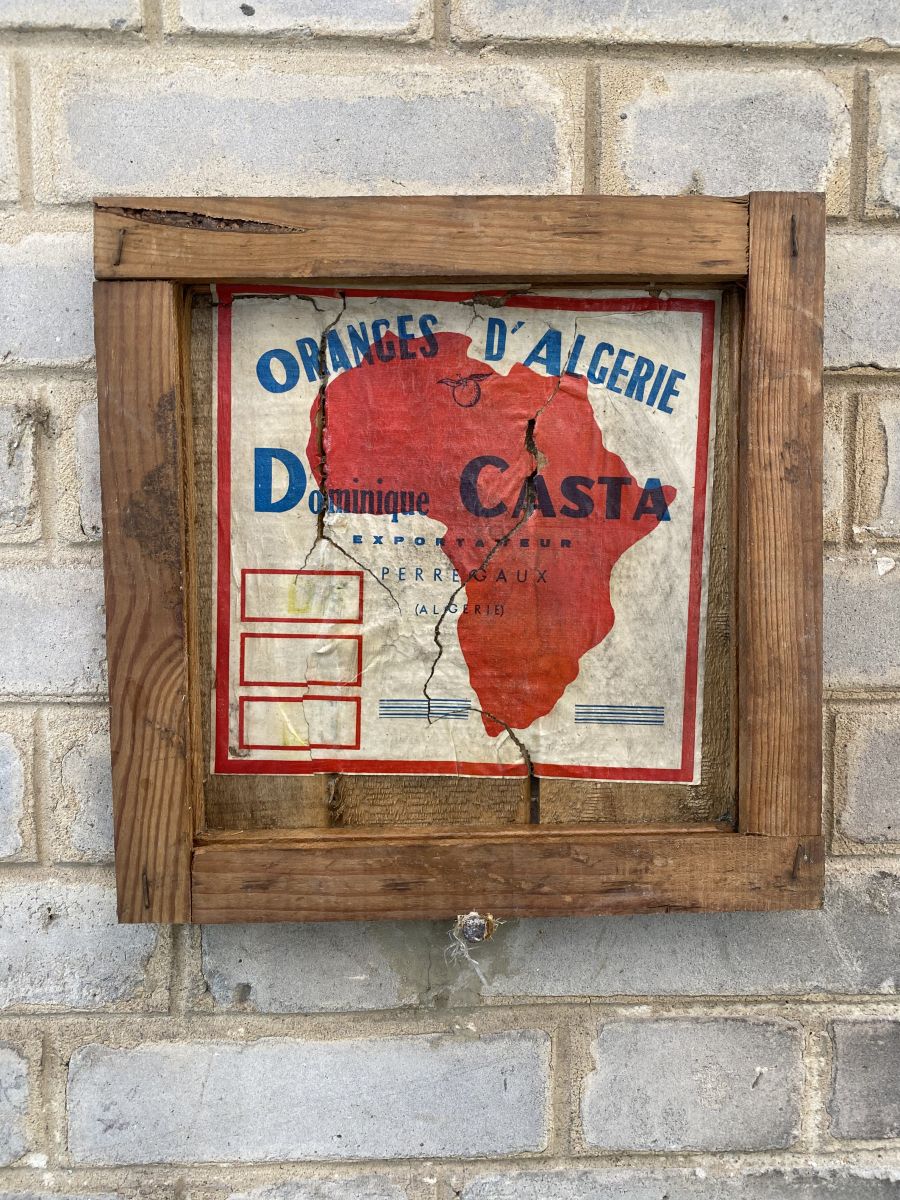 ORANGES D'ALGERIE
Dominique CASTA
EXPORTATEUR
PERREGAUX
(ALGERIE)